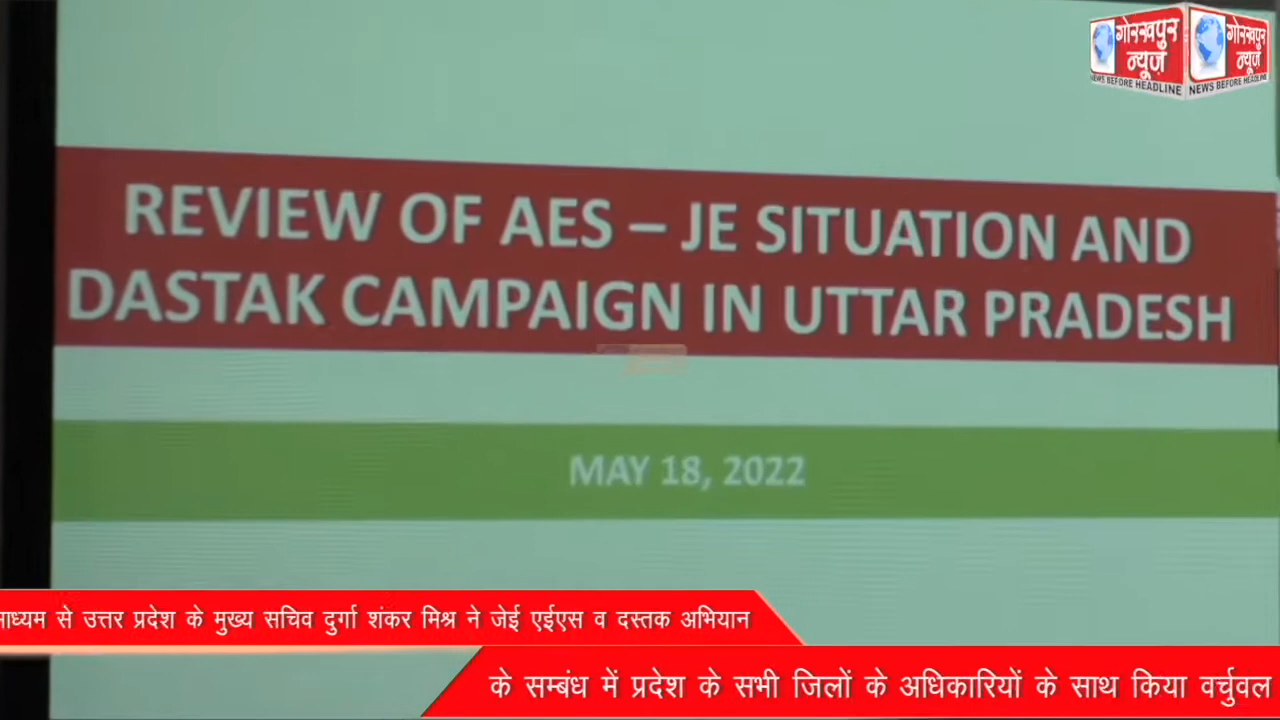 गोरखपुर
न्यूज़
NEWS BEFORE HEADLINE
गोरखपुर
न्यूज़
NEWS BEFORE HEADLINE
REVIEW OF AES – JE SITUATION AND
DASTAK CAMPAIGN IN UTTAR PRADESH
MAY 18, 2022
से उत्तर प्रदेश के मुख्य सचिव दुर्गा शंकर मिश्र ने जेई एईएस व दस्तक अभियान
के सम्बंध में प्रदेश के सभी जिलों के अधिकारियों के साथ किया वर्चुवल